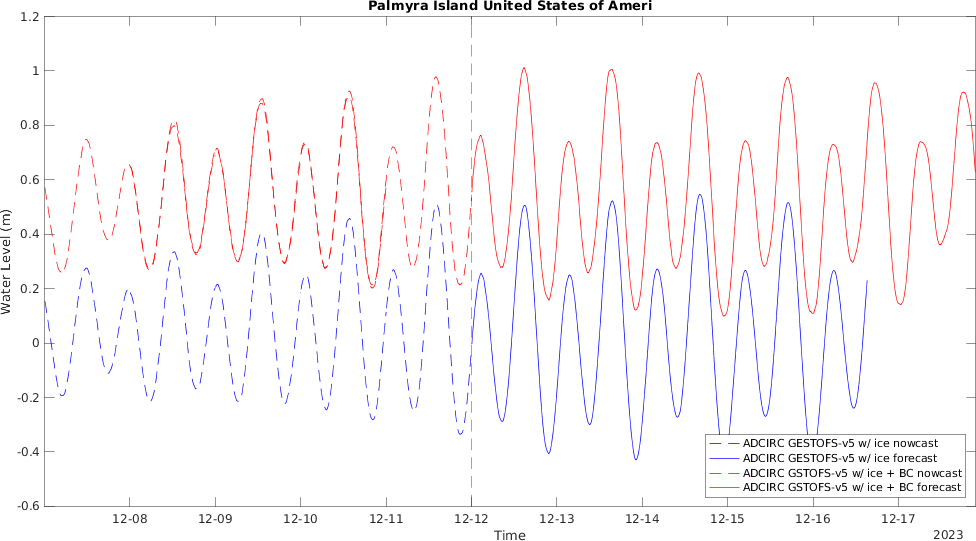 Palmyra Island United States of Ameri
1.2
1
0.8
0.6
0.4
0.2
0
-0.2
-0.4
-0.6
Water Level (m)
ADCIRC GESTOFS-v5 w/ ice nowcast
ADCIRC GESTOFS-v5 w/ ice forecast
ADCIRC GSTOFS-v5 w/ ice + BC nowcast
ADCIRC GSTOFS-v5 w/ ice + BC forecast
12-08 12-09 12-10 12-11 12-12 12-13 12-14 12-15 12-16 12-17
Time
2023